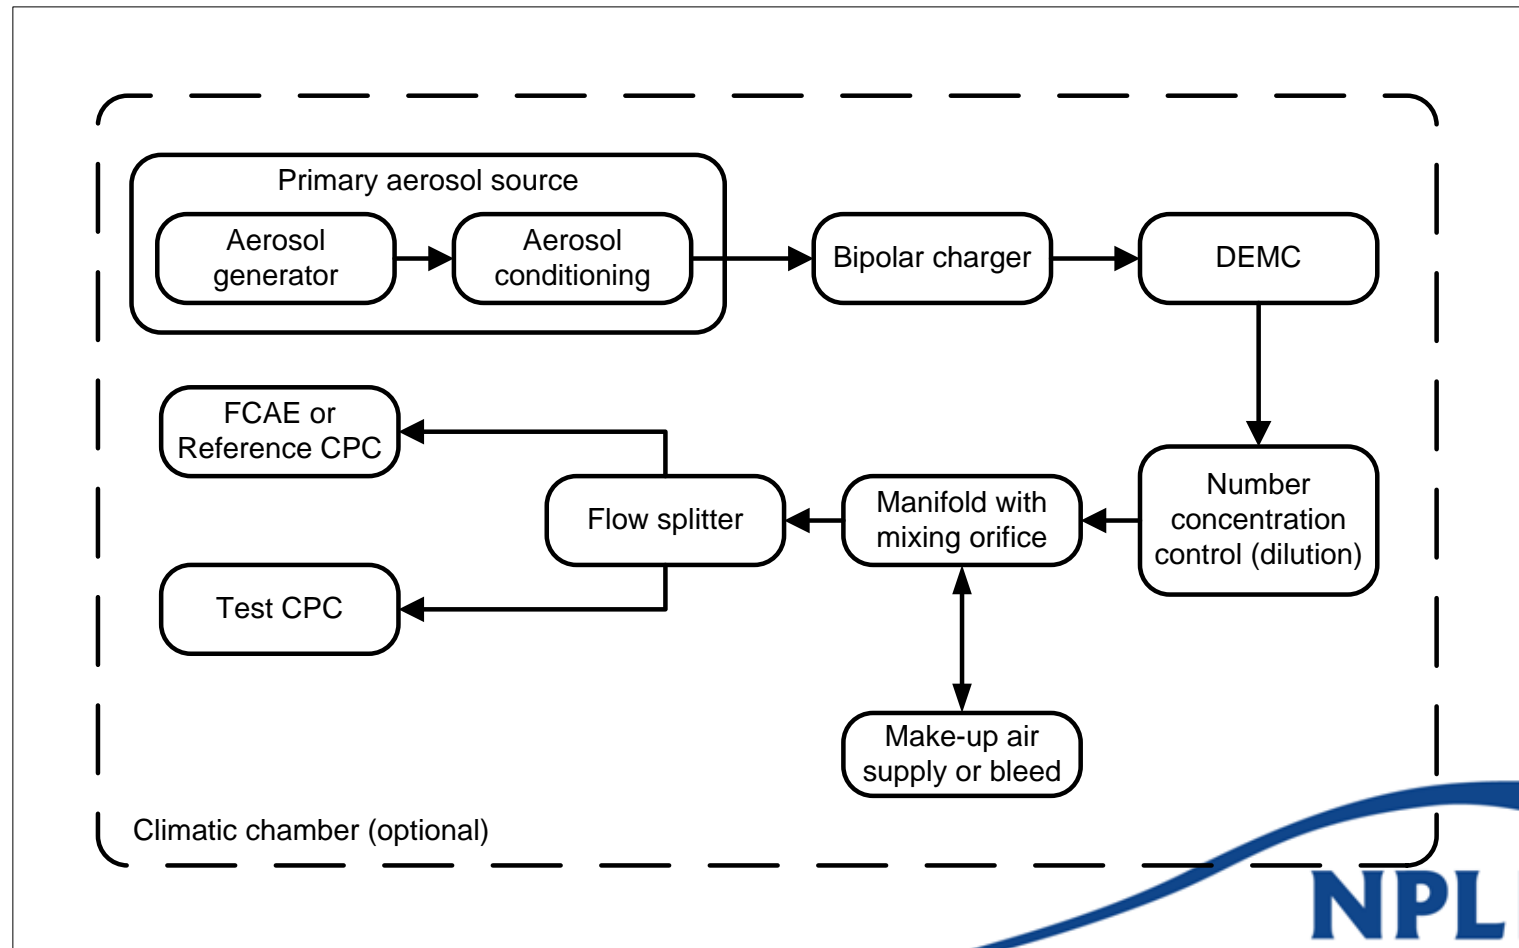 Primary aerosol source
Aerosol
generator
Aerosol
conditioning
Bipolar charger
DEMC
FCAE or
Reference CPC
Flow splitter
Manifold with
mixing orifice
Number
concentration
control (dilution)
Test CPC
Make-up air
supply or bleed
Climatic chamber (optional)
NPL